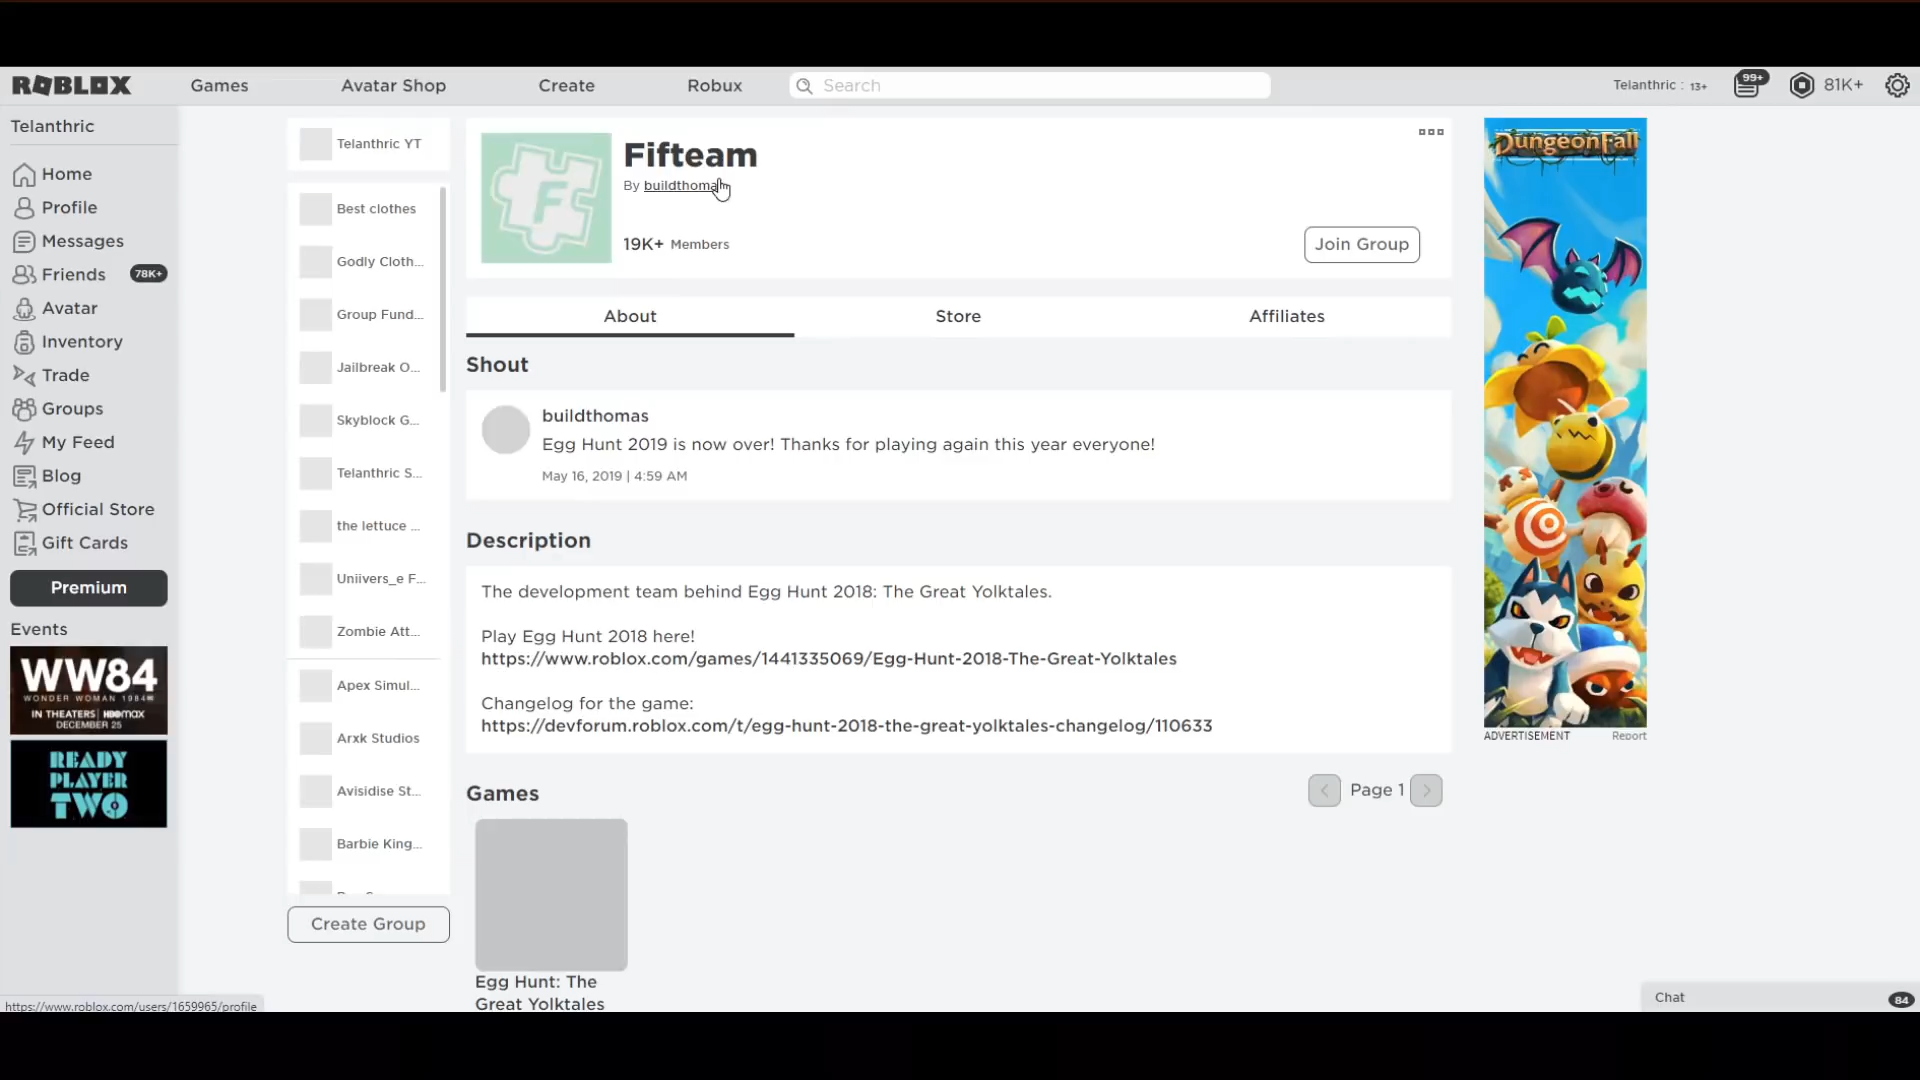 ROBLOX
Games
Avatar Shop
Create
Robux
Search
Telanthric : 13+
99+
81K+
Telanthric
Home
Profile
Messages
Friends
78K+
Avatar
Inventory
Trade
Groups
My Feed
Blog
Official Store
Gift Cards
Premium
Events
WW84
WONDER WOMAN 1984
IN THEATERS | HBOmax
DECEMBER 25
READY
PLAYER
TWO
Telanthric YT
Best clothes
Godly Cloth...
Group Fund...
Jailbreak O...
Skyblock G...
Telanthric S...
the lettuce ...
Uniivers_e F...
Zombie Att...
Apex Simul...
Arxk Studios
Avisidise St...
Barbie King...
Create Group
F
Fifteam
By buildthomas
19K+ Members
Join Group
About
Store
Affiliates
Shout
buildthomas
Egg Hunt 2019 is now over! Thanks for playing again this year everyone!
May 16, 2019 | 4:59 AM
Description
The development team behind Egg Hunt 2018: The Great Yolktales.
Play Egg Hunt 2018 here!
https://www.roblox.com/games/1441335069/Egg-Hunt-2018-The-Great-Yolktales
Changelog for the game:
https://devforum.roblox.com/t/egg-hunt-2018-the-great-yolktales-changelog/110633
Games
Page 1
Egg Hunt: The
Great Yolktales
DungeonFall
ADVERTISEMENT
Report
Chat
84
https://www.roblox.com/users/1659965/profile